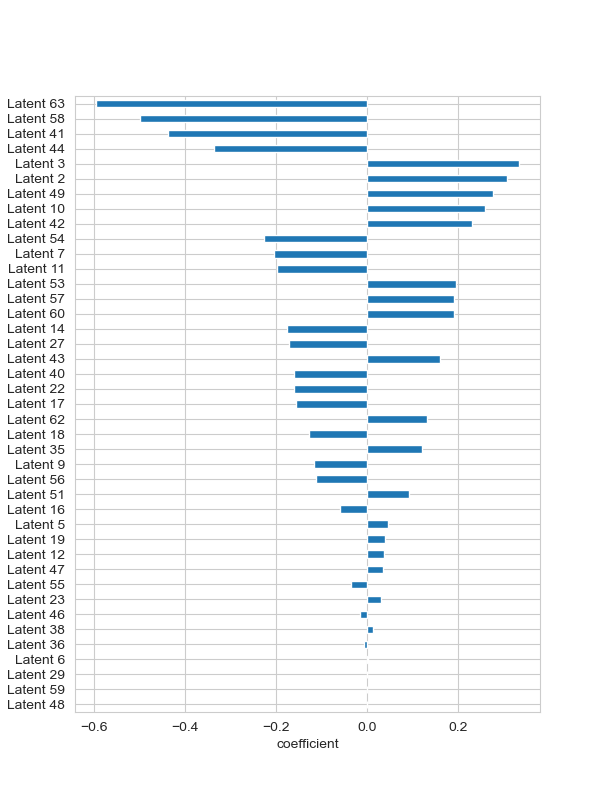 Latent 63
Latent 58
Latent 41
Latent 44
Latent 3
Latent 2
Latent 49
Latent 10
Latent 42
Latent 54
Latent 7
Latent 11
Latent 53
Latent 57
Latent 60
Latent 14
Latent 27
Latent 43
Latent 40
Latent 22
Latent 17
Latent 62
Latent 18
Latent 35
Latent 9
Latent 56
Latent 51
Latent 16
Latent 5
Latent 19
Latent 12
Latent 47
Latent 55
Latent 23
Latent 46
Latent 38
Latent 36
Latent 6
Latent 29
Latent 59
Latent 48
−0.6 −0.4 −0.2 0.0 0.2
coefficient